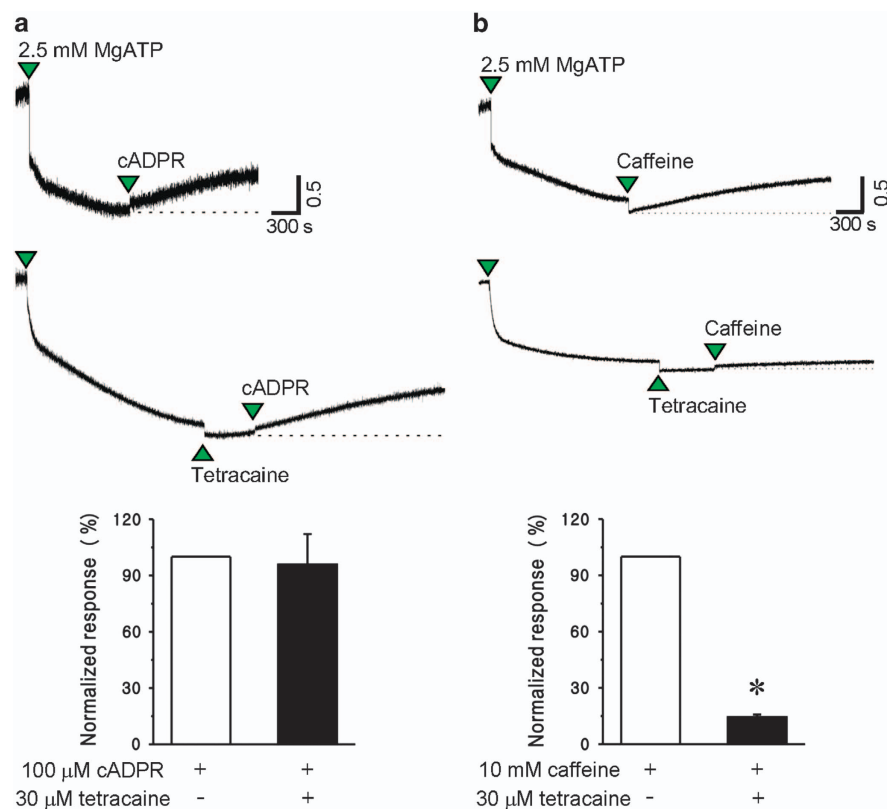 a
2.5 mM MgATP
cADPR
0.5
300 s
cADPR
Tetracaine
Normalized response (%)
120
90
60
30
0
100 μM cADPR + +
30 μM tetracaine - +
b
2.5 mM MgATP
Caffeine
0.5
300 s
Caffeine
Tetracaine
Normalized response (%)
120
90
60
30
0
*
10 mM caffeine + +
30 μM tetracaine - +